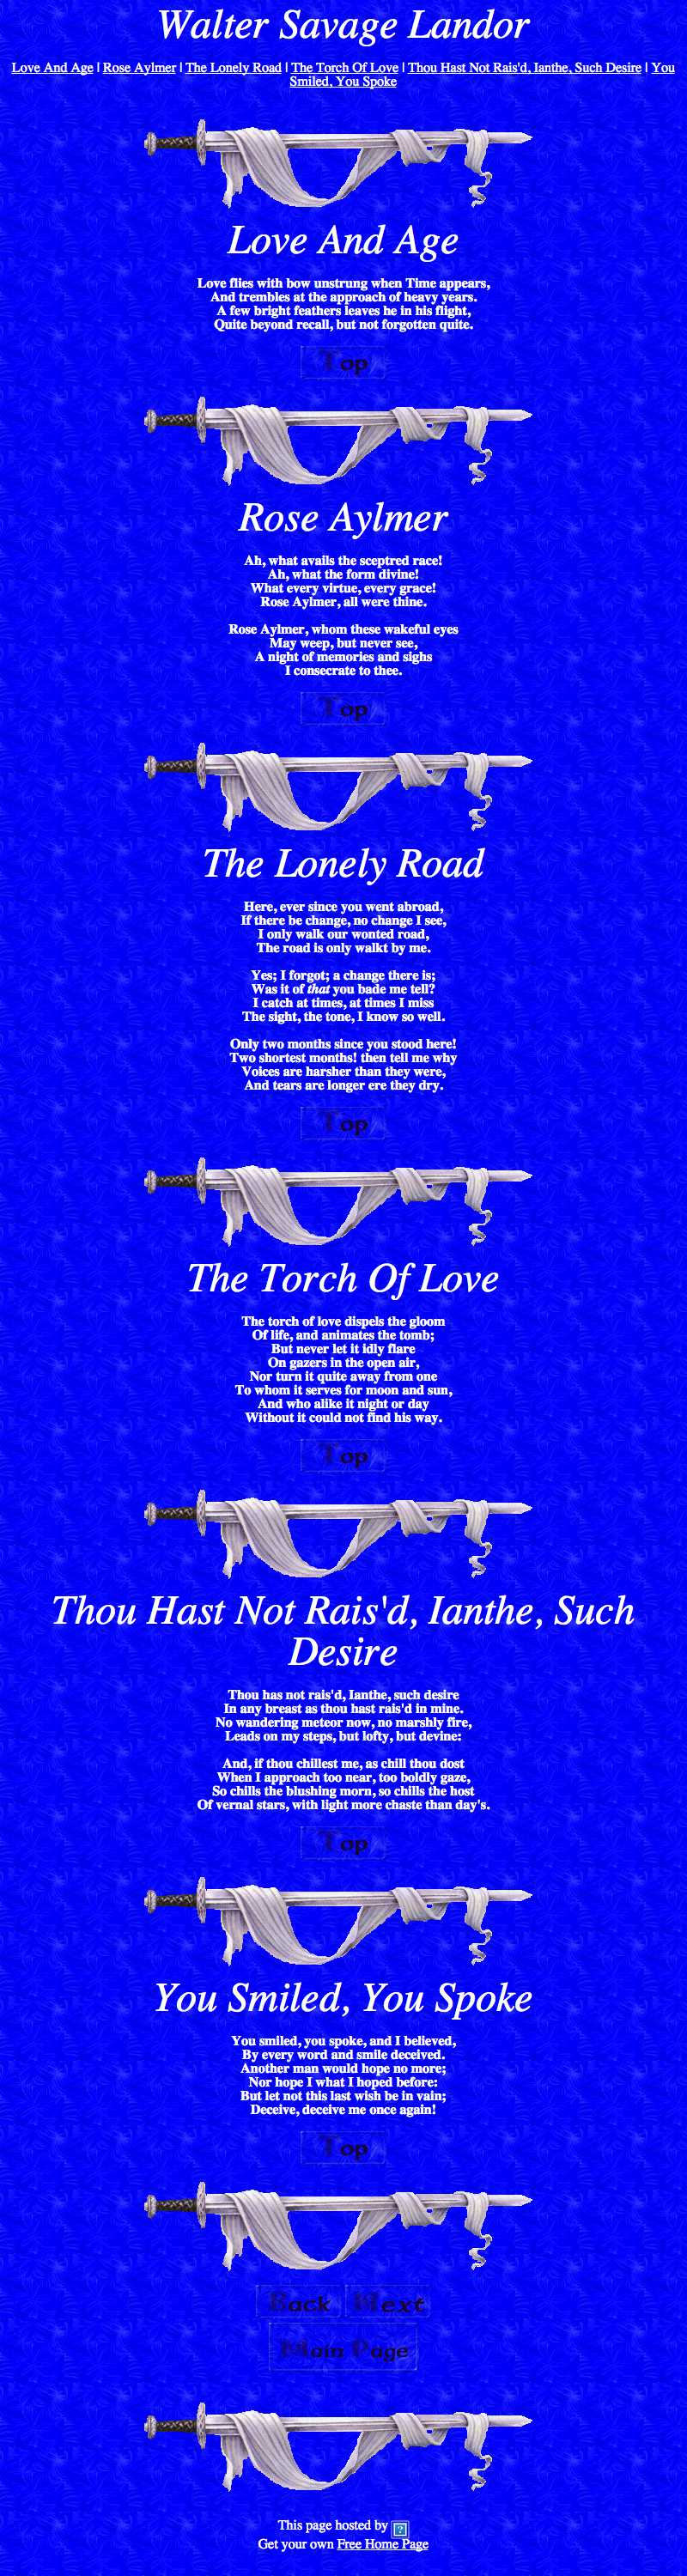 Walter Savage Landor
Love And Age | Rose Aylmer | The Lonely Road | The Torch Of Love | Thou Hast Not Rais'd, Ianthe, Such Desire | You
Smiled, You Spoke
Love And Age
Love flies with bow unstrung when Time appears,
And trembles at the approach of heavy years.
A few bright feathers leaves he in his flight,
Quite beyond recall, but not forgotten quite.
Top
Rose Aylmer
Ah, what avails the sceptred race!
Ah, what the form divine!
What every virtue, every grace!
Rose Aylmer, all were thine.
Rose Aylmer, whom these wakeful eyes
May weep, but never see,
A night of memories and sighs
I consecrate to thee.
Top
The Lonely Road
Here, ever since you went abroad,
If there be change, no change I see,
I only walk our wonted road,
The road is only walkt by me.
Yes; I forgot; a change there is;
Was it of that you bade me tell?
I catch at times, at times I miss
The sight, the tone, I know so well.
Only two months since you stood here!
Two shortest months! then tell me why
Voices are harsher than they were,
And tears are longer ere they dry.
Top
The Torch Of Love
The torch of love dispels the gloom
Of life, and animates the tomb;
But never let it idly flare
On gazers in the open air,
Nor turn it quite away from one
To whom it serves for moon and sun,
And who alike it night or day
Without it could not find his way.
Top
Thou Hast Not Rais'd, Ianthe, Such
Desire
Thou has not rais'd, Ianthe, such desire
In any breast as thou hast rais'd in mine.
No wandering meteor now, no marshly fire,
Leads on my steps, but lofty, but devine:
And, if thou chillest me, as chill thou dost
When I approach too near, too boldly gaze,
So chills the blushing morn, so chills the host
Of vernal stars, with light more chaste than day's.
Top
You Smiled, You Spoke
You smiled, you spoke, and I believed,
By every word and smile deceived.
Another man would hope no more;
Nor hope I what I hoped before:
But let not this last wish be in vain;
Deceive, deceive me once again!
Top
Back Next
Main Page
This page hosted by ?
Get your own Free Home Page